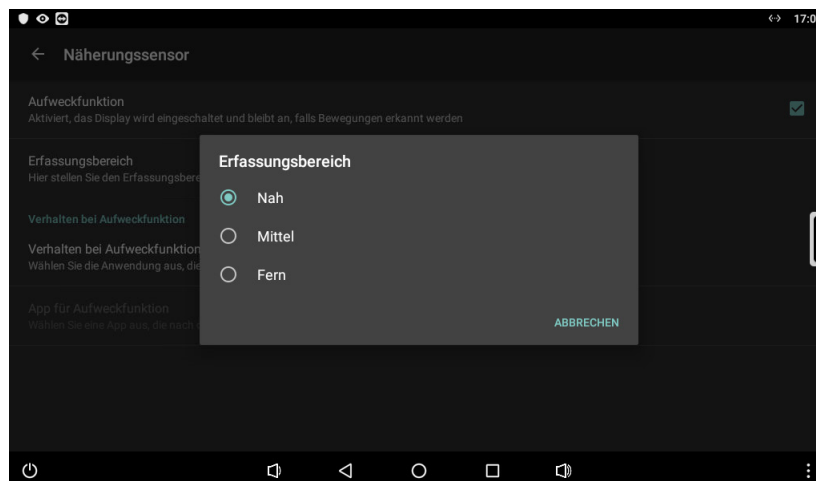 17:0
Näherungssensor
Aufweckfunktion
Aktiviert, das Display wird eingeschaltet und bleibt an, falls Bewegungen erkannt werden
Erfassungsbereich
Hier stellen Sie den Erfassungsbere
Verhalten bei Aufweckfunktion
Verhalten bei Aufweckfunktion
Wählen Sie die Anwendung aus, die
App für Aufweckfunktion
Wählen Sie eine App aus, die nach
Erfassungsbereich
Nah
Mittel
Fern
ABBRECHEN